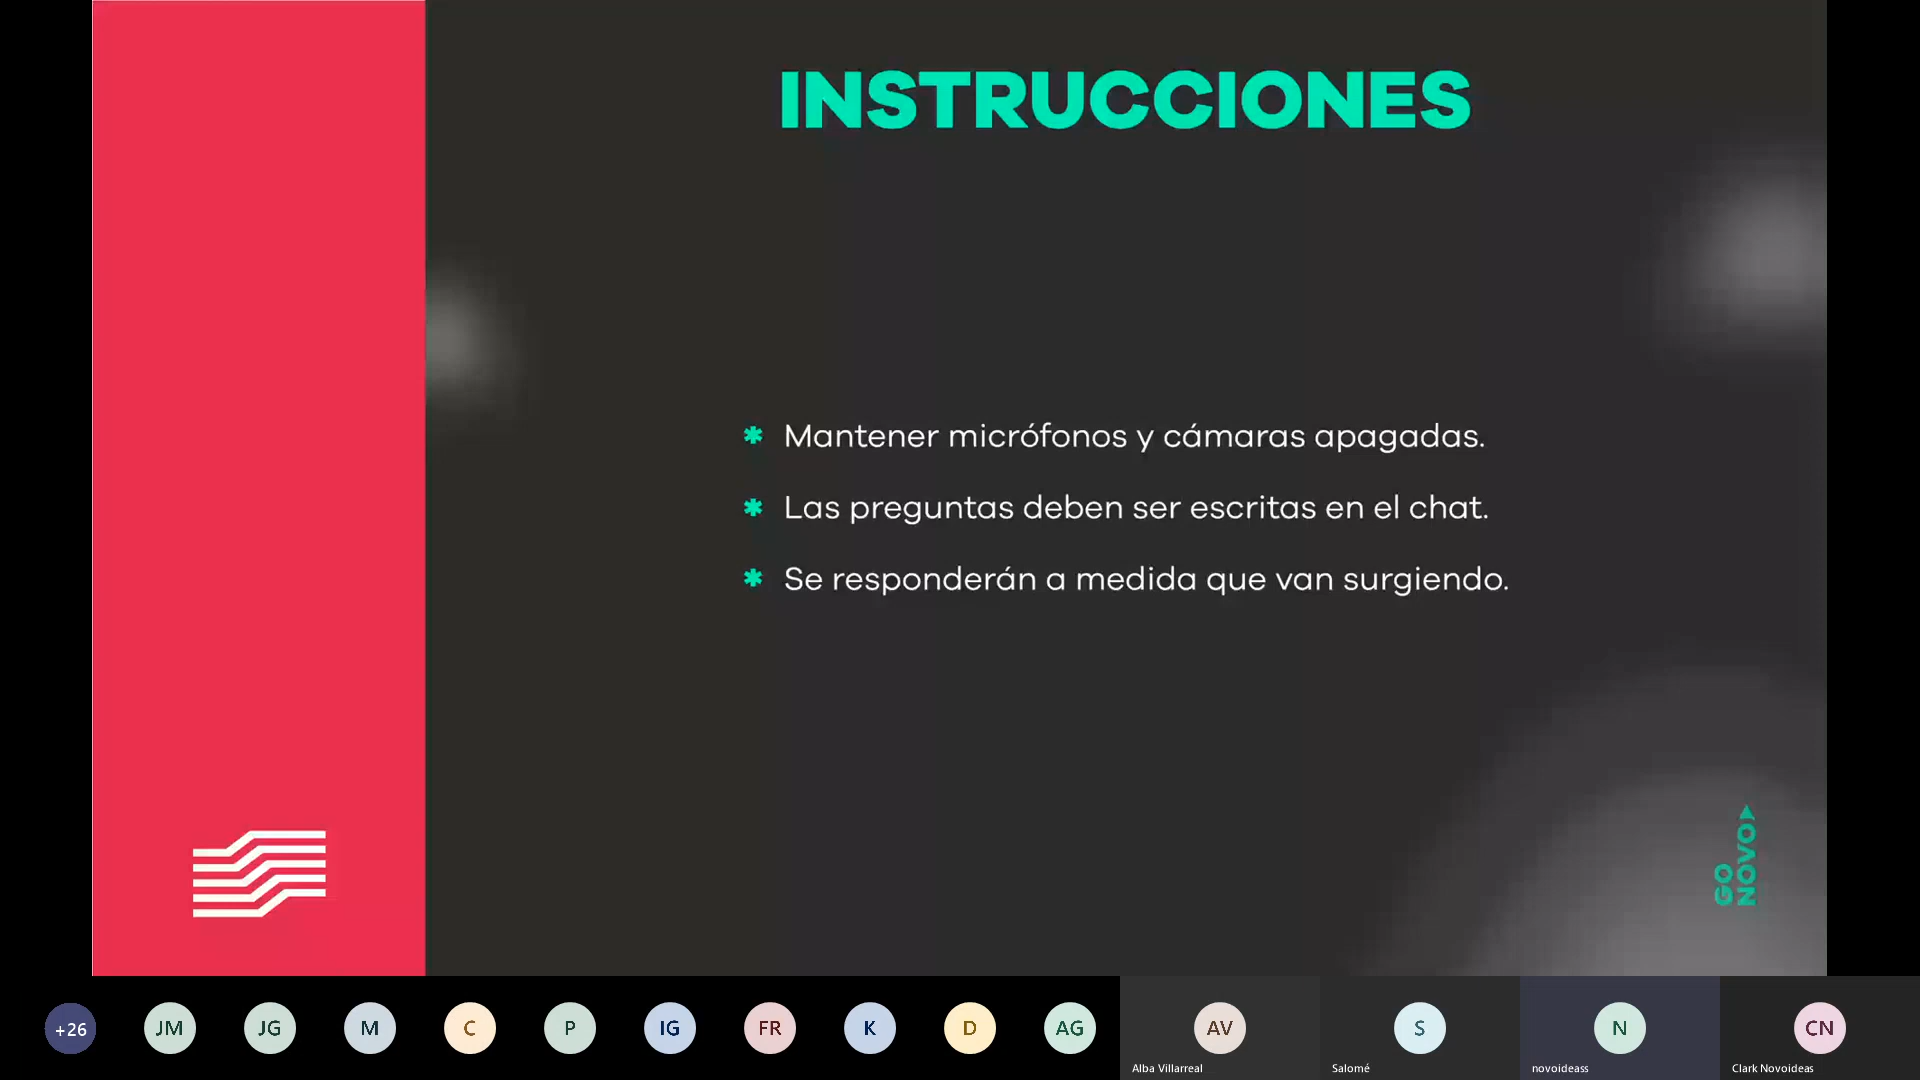 INSTRUCCIONES
✱ Mantener micrófonos y cámaras apagadas.
✱ Las preguntas deben ser escritas en el chat.
✱ Se responderán a medida que van surgiendo.
GO
NOVO
+26
JM
JG
M
C
P
IG
FR
K
D
AG
AV
S
N
CN
Alba Villarreal
Salomé
novoideass
Clark Novoideas